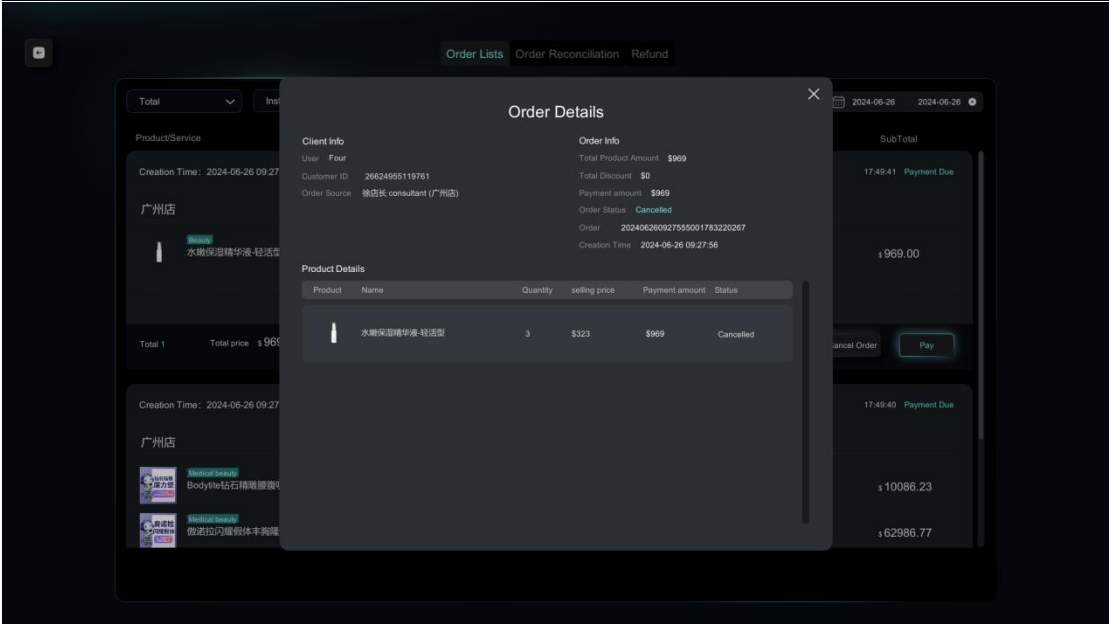 Order Lists Order Reconciliation Refund
Total
Inst
2024-06-26 2024-06-26
Product/Service
SubTotal
Creation Time: 2024-06-26 09:27
17:49:41 Payment Due
广州店
Beauty
水嫩保湿精华液-轻活型
$ 969.00
Total 1 Total price $ 969
Cancel Order
Pay
Creation Time: 2024-06-26 09:27
17:49:40 Payment Due
广州店
Medical beauty
Bodytite钻石精雕腰腹
$ 10086.23
Medical beauty
傲诺拉闪耀假体丰胸隆
$ 62986.77
Order Details
Client Info
User Four
Customer ID 26624955119761
Order Source 徐店长 consultant (广州店)
Order Info
Total Product Amount $969
Total Discount $0
Payment amount $969
Order Status Cancelled
Order 202406260927555001783220267
Creation Time 2024-06-26 09:27:56
Product Details
Product Name Quantity selling price Payment amount Status
水嫩保湿精华液-轻活型 3 $323 $969 Cancelled